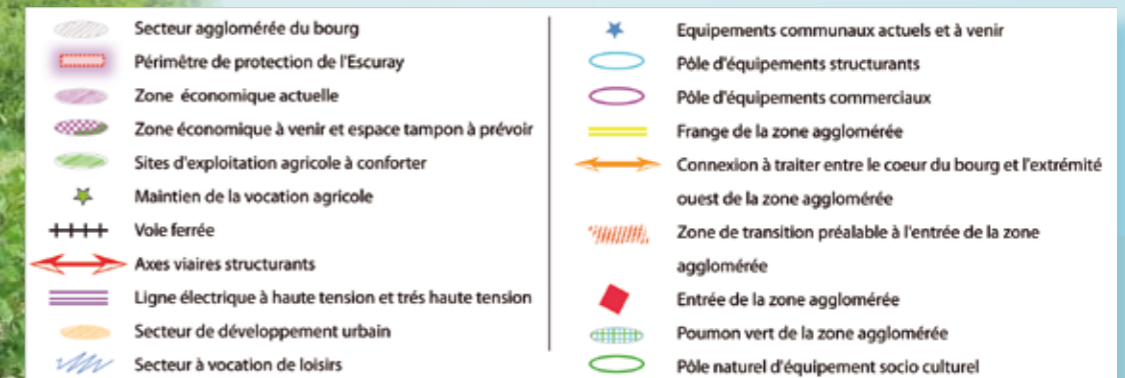 Secteur agglomérée du bourg
Périmètre de protection de l'Escuray
Zone économique actuelle
Zone économique à venir et espace tampon à prévoir
Sites d'exploitation agricole à conforter
Maintien de la vocation agricole
Voie ferrée
Axes viaires structurants
Ligne électrique à haute tension et trés haute tension
Secteur de développement urbain
Secteur à vocation de loisirs
Equipements communaux actuels et à venir
Pôle d'équipements structurants
Pôle d'équipements commerciaux
Frange de la zone agglomérée
Connexion à traiter entre le coeur du bourg et l'extrémité
ouest de la zone agglomérée
Zone de transition préalable à l'entrée de la zone
agglomérée
Entrée de la zone agglomérée
Poumon vert de la zone agglomérée
Pôle naturel d'équipement socio culturel